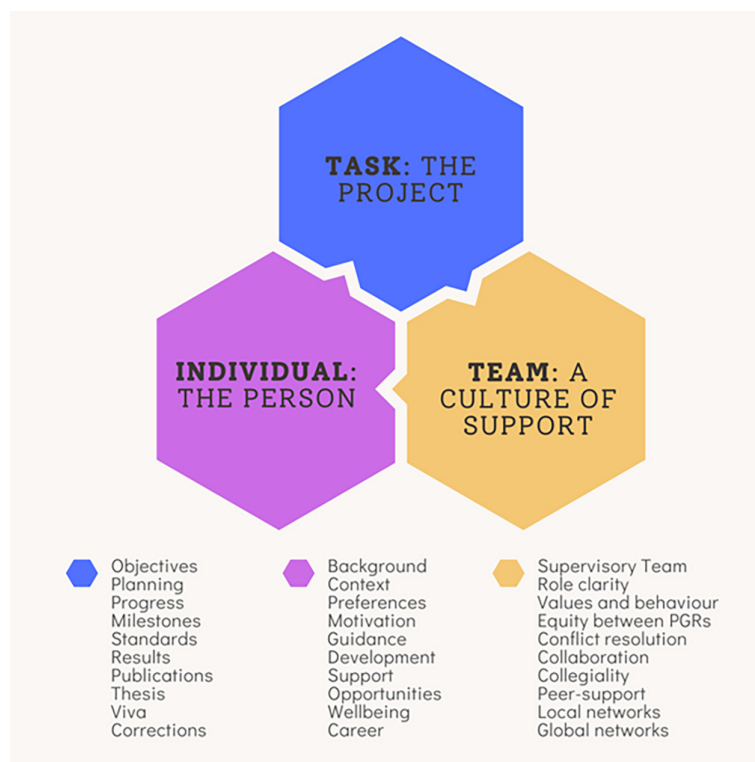 TASK: THE
PROJECT
INDIVIDUAL:
THE PERSON
TEAM: A
CULTURE OF
SUPPORT
Objectives
Planning
Progress
Milestones
Standards
Results
Publications
Thesis
Viva
Corrections
Background
Context
Preferences
Motivation
Guidance
Development
Support
Opportunities
Wellbeing
Career
Supervisory Team
Role clarity
Values and behaviour
Equity between PGRs
Conflict resolution
Collaboration
Collegiality
Peer-support
Local networks
Global networks